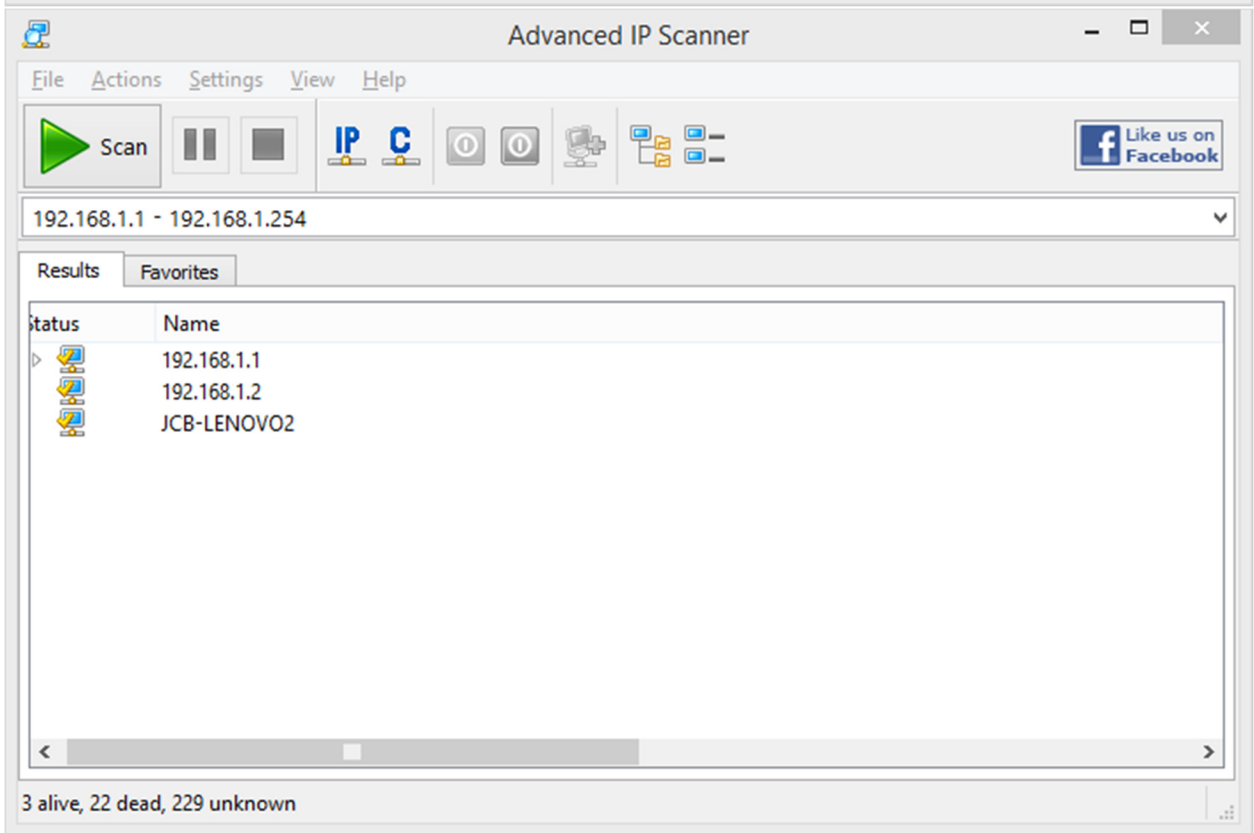 Advanced IP Scanner
File Actions Settings View Help
Scan IP C
Like us on
Facebook
192.168.1.1 - 192.168.1.254
Results Favorites
Status Name
192.168.1.1
192.168.1.2
JCB-LENOVO2
3 alive, 22 dead, 229 unknown